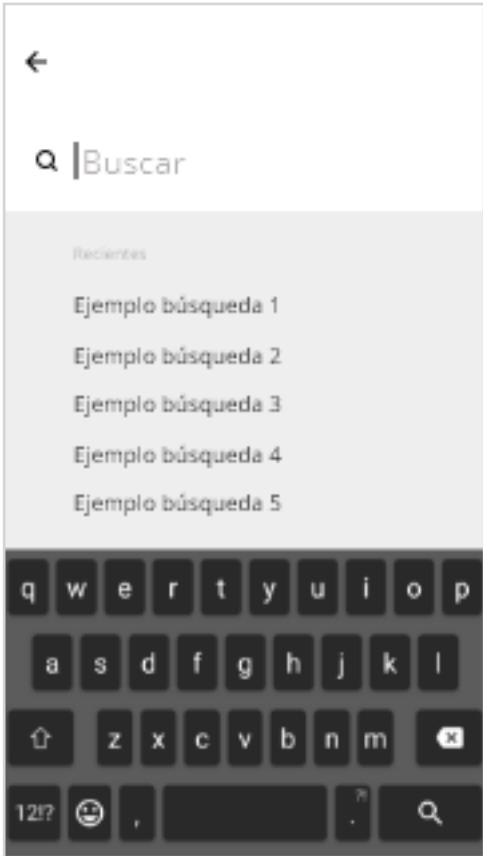 Buscar
Recientes
Ejemplo búsqueda 1
Ejemplo búsqueda 2
Ejemplo búsqueda 3
Ejemplo búsqueda 4
Ejemplo búsqueda 5
q w e r t y u i o p
a s d f g h j k l
z x c v b n m
?!
12!? , .